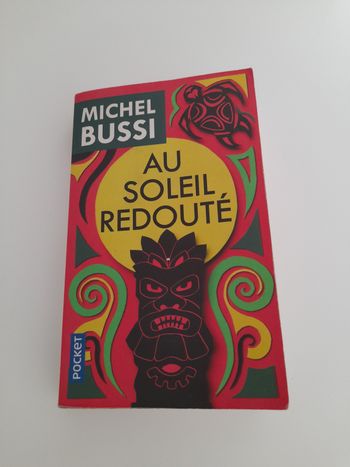 MICHEL
BUSSI
AU
SOLEIL
REDOUTÉ
POCKET